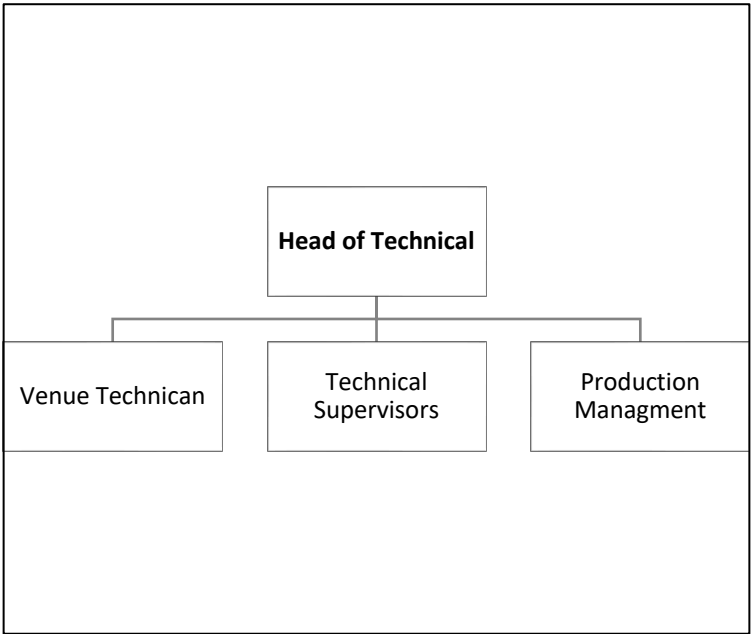 Head of Technical
Venue Technican
Technical
Supervisors
Production
Managment